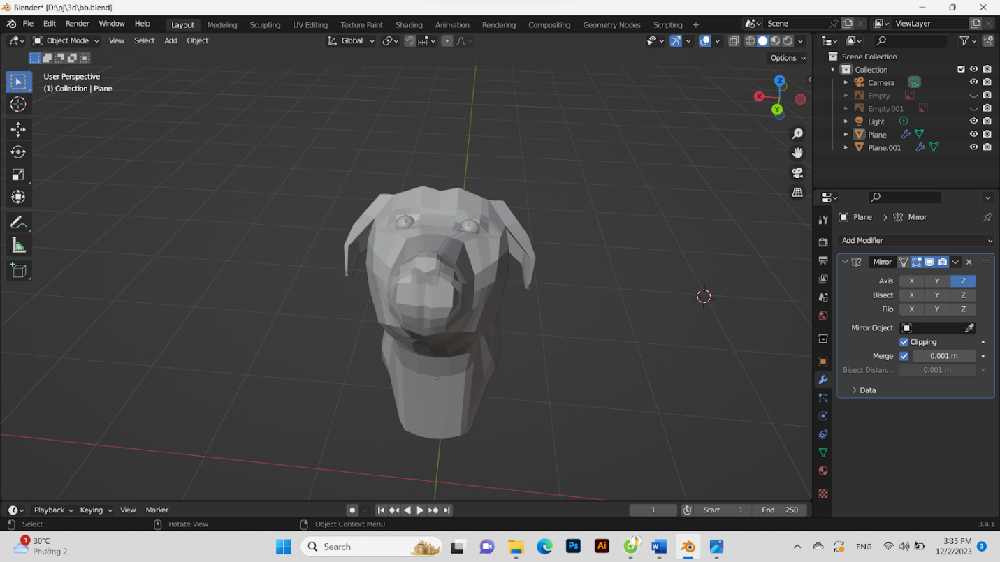 Blender* [D:\pj\3d\bb.blend]
File Edit Render Window Help Layout Modeling Sculpting UV Editing Texture Paint Shading Animation Rendering Compositing Geometry Nodes Scripting + Scene ViewLayer
Object Mode View Select Add Object Global
Options
User Perspective
(1) Collection | Plane
Z
X
Y
Scene Collection
Collection
Camera
Empty
Empty.001
Light
Plane
Plane.001
Plane > Mirror
Add Modifier
Mirror
Axis X Y Z
Bisect X Y Z
Flip X Y Z
Mirror Object
Clipping
Merge 0.001 m
Bisect Distan... 0.001 m
Data
Playback Keying View Marker 1 Start 1 End 250
Select Rotate View Object Context Menu 3.4.1
1 30°C
Phường 2
Search
Ps
Ai
W
ENG
3:35 PM
12/2/2023
3